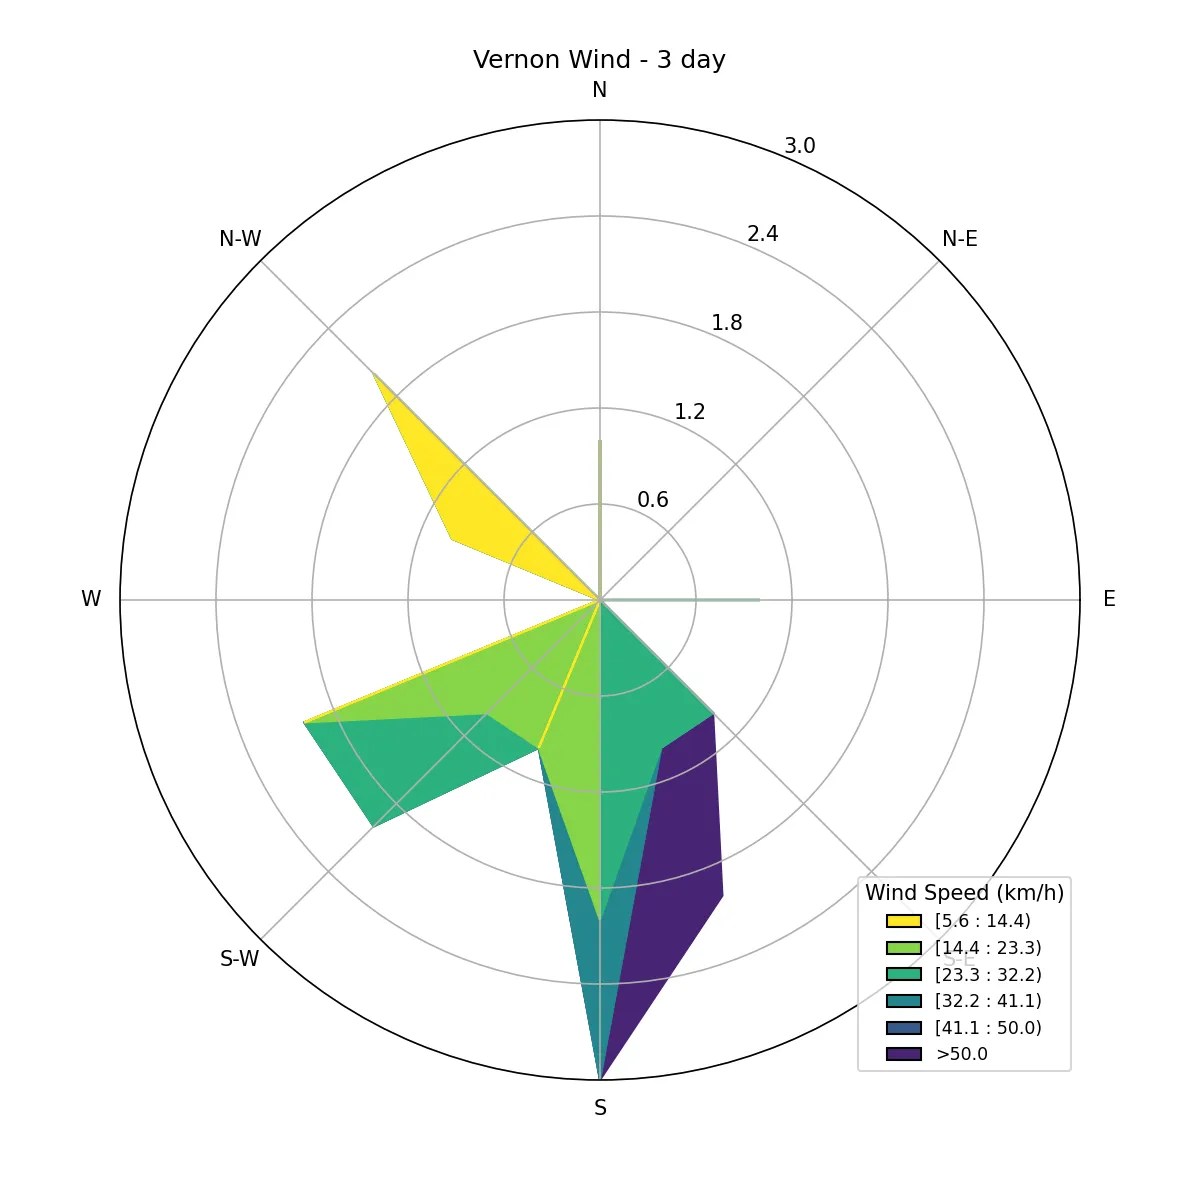 Vernon Wind - 3 day
N
3.0
N-W
2.4
N-E
1.8
1.2
0.6
W
E
Wind Speed (km/h)
[5.6 : 14.4)
[14.4 : 23.3)
S-W
S-E
[23.3 : 32.2)
[32.2 : 41.1)
[41.1 : 50.0)
>50.0
S